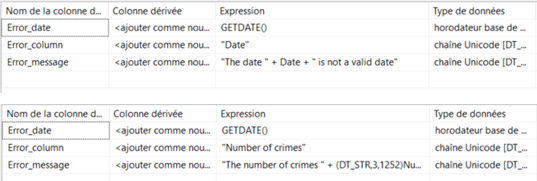 Nom de la colonne d... Colonne dérivée Expression Type de données
Error_date <ajouter comme nou... GETDATE() horodateur base de ...
Error_column <ajouter comme nou... "Date" chaîne Unicode [DT_...
Error_message <ajouter comme nou... "The date " + Date + " is not a valid date" chaîne Unicode [DT_...
Nom de la colonne d... Colonne dérivée Expression Type de données
Error_date <ajouter comme nou... GETDATE() horodateur base de ...
Error_column <ajouter comme nou... "Number of crimes" chaîne Unicode [DT_...
Error_message <ajouter comme nou... "The number of crimes " + (DT_STR,3,1252)Nu... chaîne Unicode [DT_...